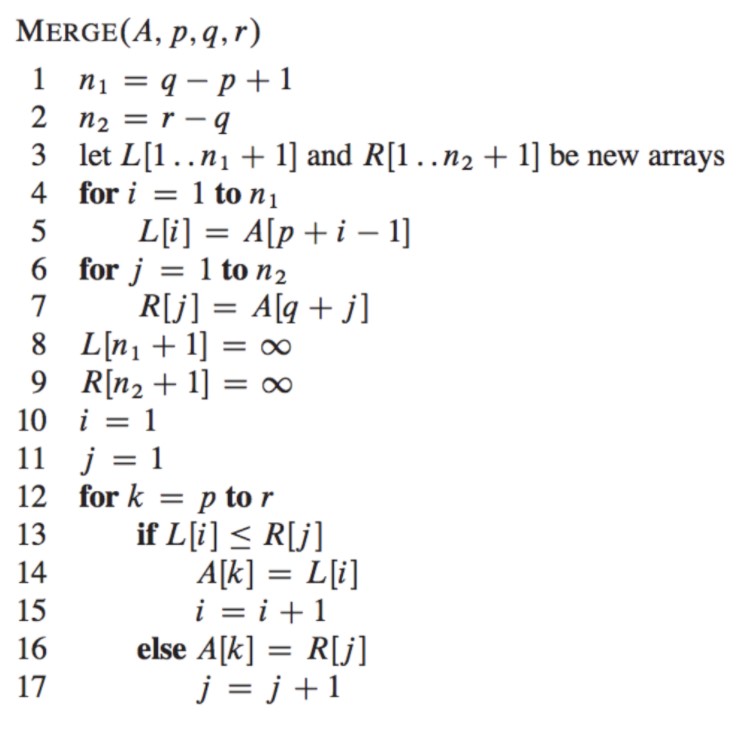 MERGE(A, p, q, r)
1 n₁ = q − p + 1
2 n₂ = r − q
3 let L[1 . . n₁ + 1] and R[1 . . n₂ + 1] be new arrays
4 for i = 1 to n₁
5 L[i] = A[p + i − 1]
6 for j = 1 to n₂
7 R[j] = A[q + j]
8 L[n₁ + 1] = ∞
9 R[n₂ + 1] = ∞
10 i = 1
11 j = 1
12 for k = p to r
13 if L[i] ≤ R[j]
14 A[k] = L[i]
15 i = i + 1
16 else A[k] = R[j]
17 j = j + 1